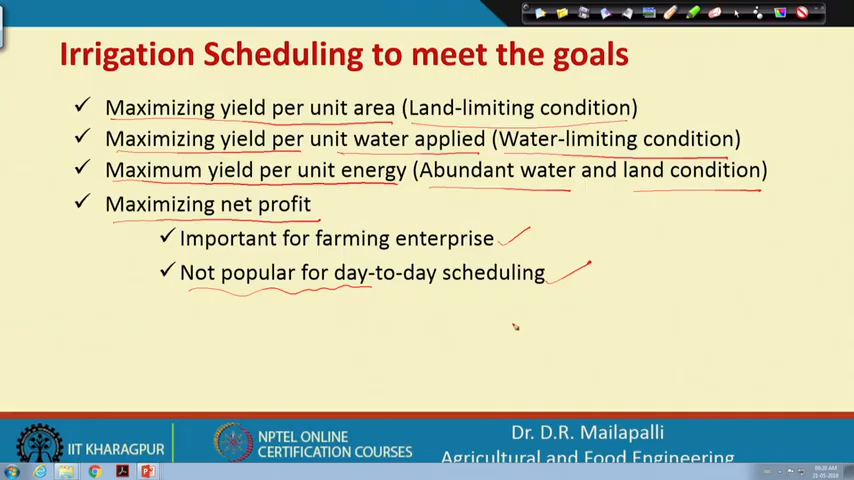 Irrigation Scheduling to meet the goals
✓ Maximizing yield per unit area (Land-limiting condition)
✓ Maximizing yield per unit water applied (Water-limiting condition)
✓ Maximum yield per unit energy (Abundant water and land condition)
✓ Maximizing net profit
✓ Important for farming enterprise
✓ Not popular for day-to-day scheduling
IIT KHARAGPUR
NPTEL ONLINE
CERTIFICATION COURSES
Dr. D.R. Mailapalli
Agricultural and Food Engineering